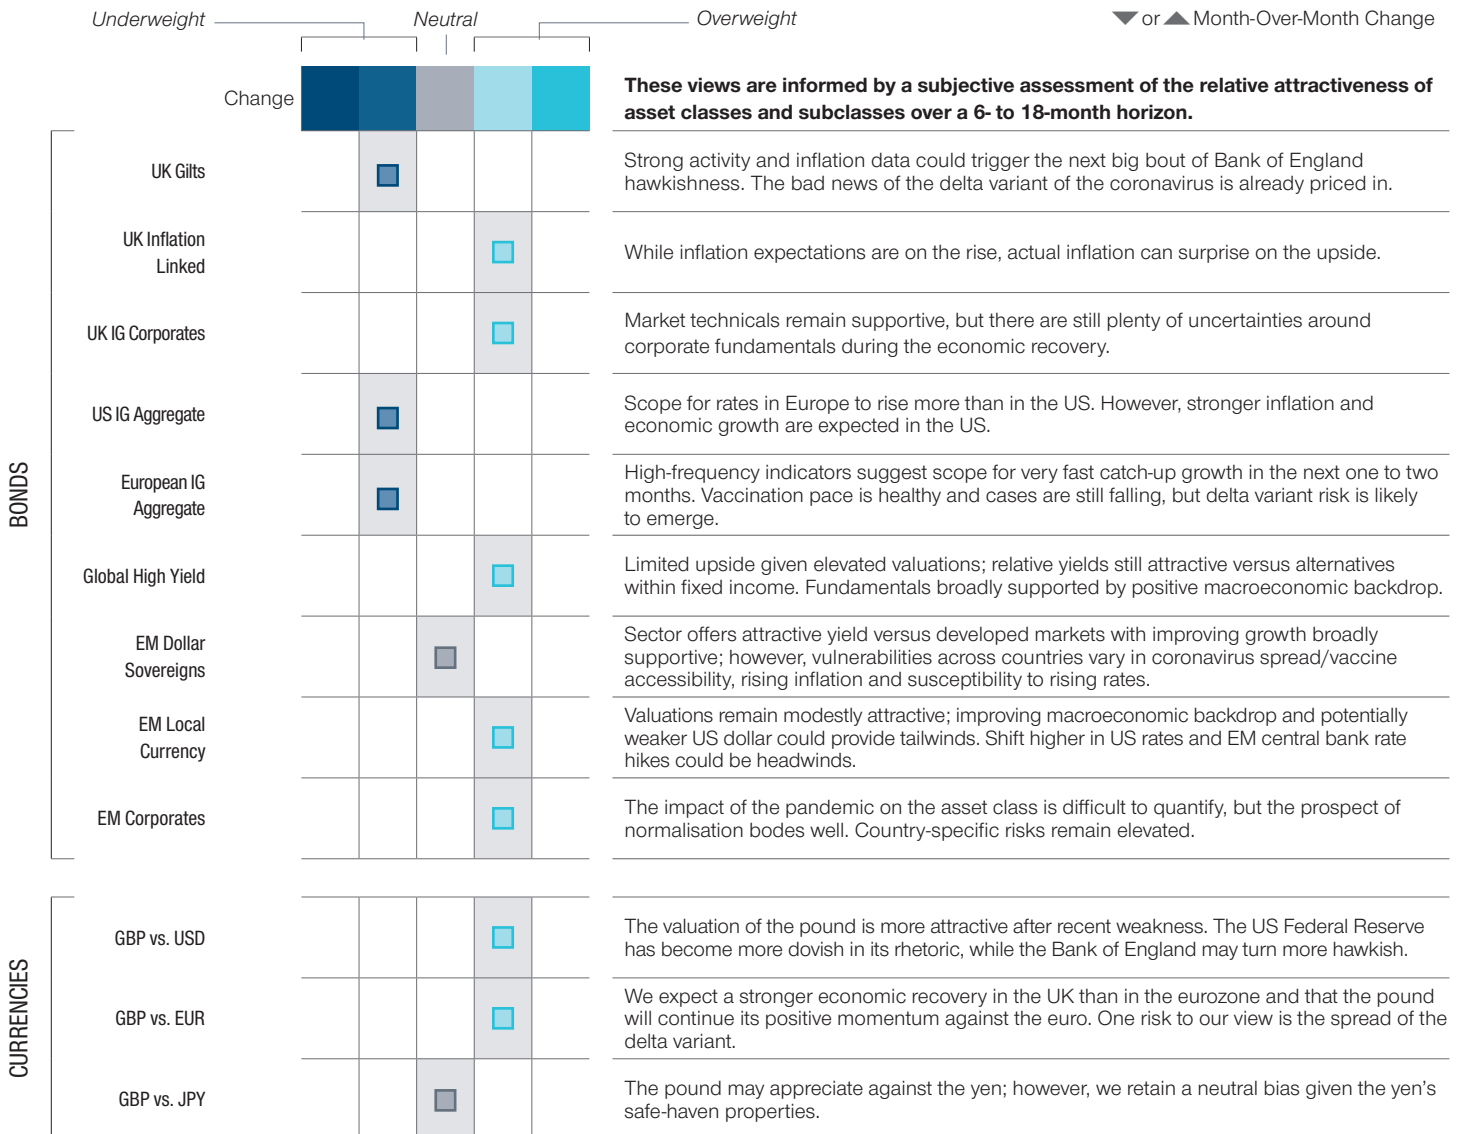 Underweight
Neutral
Overweight
▼ or ▲ Month-Over-Month Change
Change
These views are informed by a subjective assessment of the relative attractiveness of
asset classes and subclasses over a 6- to 18-month horizon.
BONDS
UK Gilts
Strong activity and inflation data could trigger the next big bout of Bank of England
hawkishness. The bad news of the delta variant of the coronavirus is already priced in.
UK Inflation
Linked
While inflation expectations are on the rise, actual inflation can surprise on the upside.
UK IG Corporates
Market technicals remain supportive, but there are still plenty of uncertainties around
corporate fundamentals during the economic recovery.
US IG Aggregate
Scope for rates in Europe to rise more than in the US. However, stronger inflation and
economic growth are expected in the US.
European IG
Aggregate
High-frequency indicators suggest scope for very fast catch-up growth in the next one to two
months. Vaccination pace is healthy and cases are still falling, but delta variant risk is likely
to emerge.
Global High Yield
Limited upside given elevated valuations; relative yields still attractive versus alternatives
within fixed income. Fundamentals broadly supported by positive macroeconomic backdrop.
EM Dollar
Sovereigns
Sector offers attractive yield versus developed markets with improving growth broadly
supportive; however, vulnerabilities across countries vary in coronavirus spread/vaccine
accessibility, rising inflation and susceptibility to rising rates.
EM Local
Currency
Valuations remain modestly attractive; improving macroeconomic backdrop and potentially
weaker US dollar could provide tailwinds. Shift higher in US rates and EM central bank rate
hikes could be headwinds.
EM Corporates
The impact of the pandemic on the asset class is difficult to quantify, but the prospect of
normalisation bodes well. Country-specific risks remain elevated.
CURRENCIES
GBP vs. USD
The valuation of the pound is more attractive after recent weakness. The US Federal Reserve
has become more dovish in its rhetoric, while the Bank of England may turn more hawkish.
GBP vs. EUR
We expect a stronger economic recovery in the UK than in the eurozone and that the pound
will continue its positive momentum against the euro. One risk to our view is the spread of the
delta variant.
GBP vs. JPY
The pound may appreciate against the yen; however, we retain a neutral bias given the yen's
safe-haven properties.